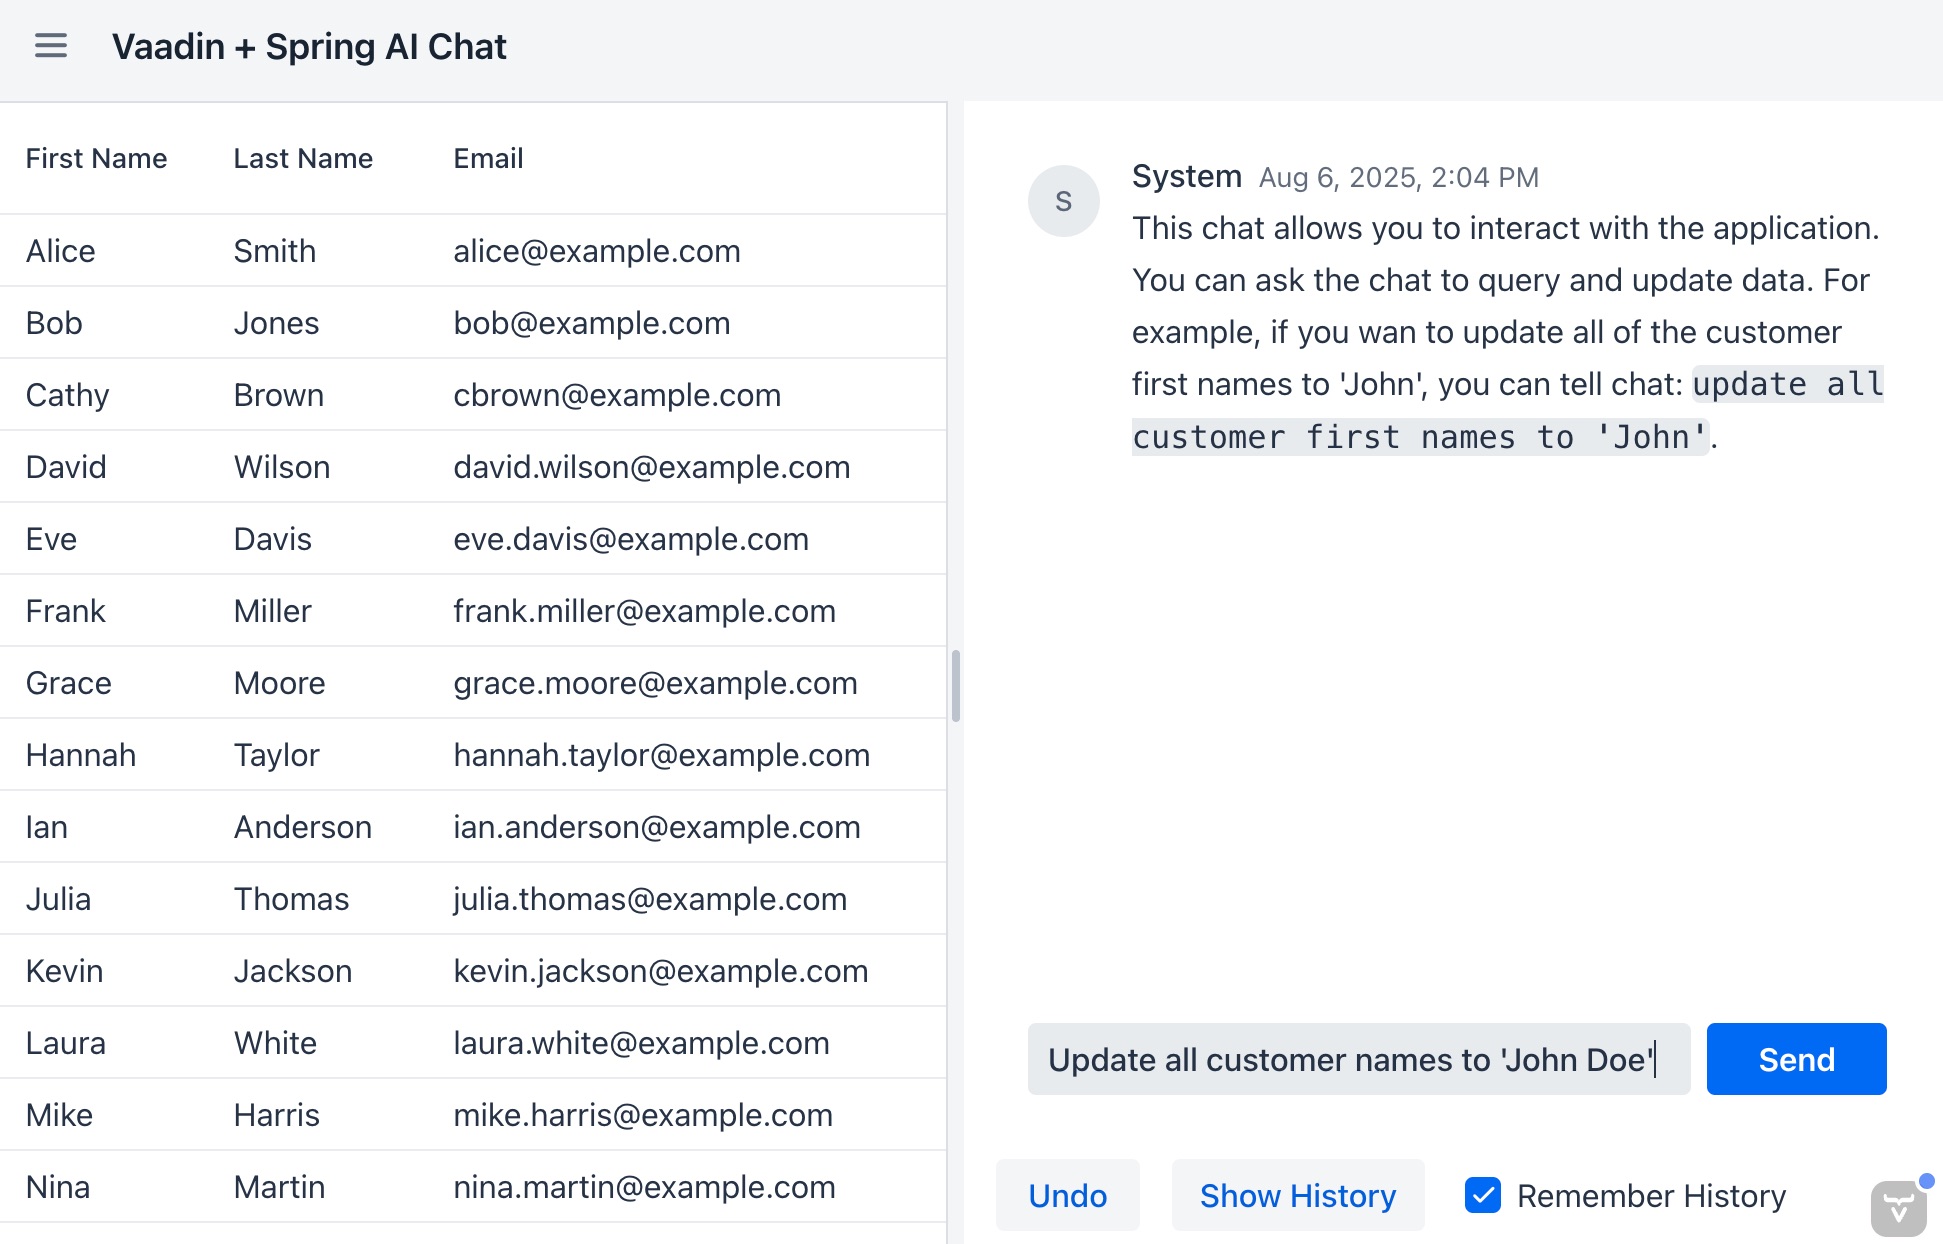 Vaadin + Spring AI Chat
First Name Last Name Email
Alice Smith alice@example.com
Bob Jones bob@example.com
Cathy Brown cbrown@example.com
David Wilson david.wilson@example.com
Eve Davis eve.davis@example.com
Frank Miller frank.miller@example.com
Grace Moore grace.moore@example.com
Hannah Taylor hannah.taylor@example.com
Ian Anderson ian.anderson@example.com
Julia Thomas julia.thomas@example.com
Kevin Jackson kevin.jackson@example.com
Laura White laura.white@example.com
Mike Harris mike.harris@example.com
Nina Martin nina.martin@example.com
S
System Aug 6, 2025, 2:04 PM
This chat allows you to interact with the application.
You can ask the chat to query and update data. For
example, if you wan to update all of the customer
first names to 'John', you can tell chat: update all
customer first names to 'John'.
Update all customer names to 'John Doe'
Send
Undo
Show History
Remember History